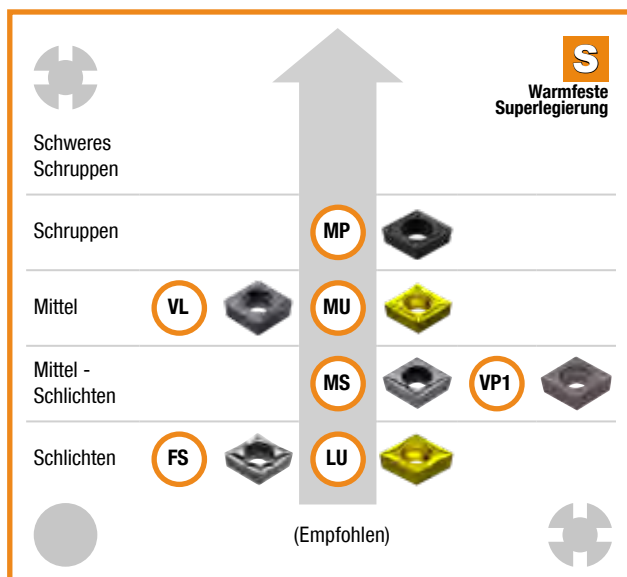 S
Warmfeste
Superlegierung
Schweres
Schruppen
Schruppen
MP
Mittel
VL
MU
Mittel -
Schlichten
MS
VP1
Schlichten
FS
LU
(Empfohlen)